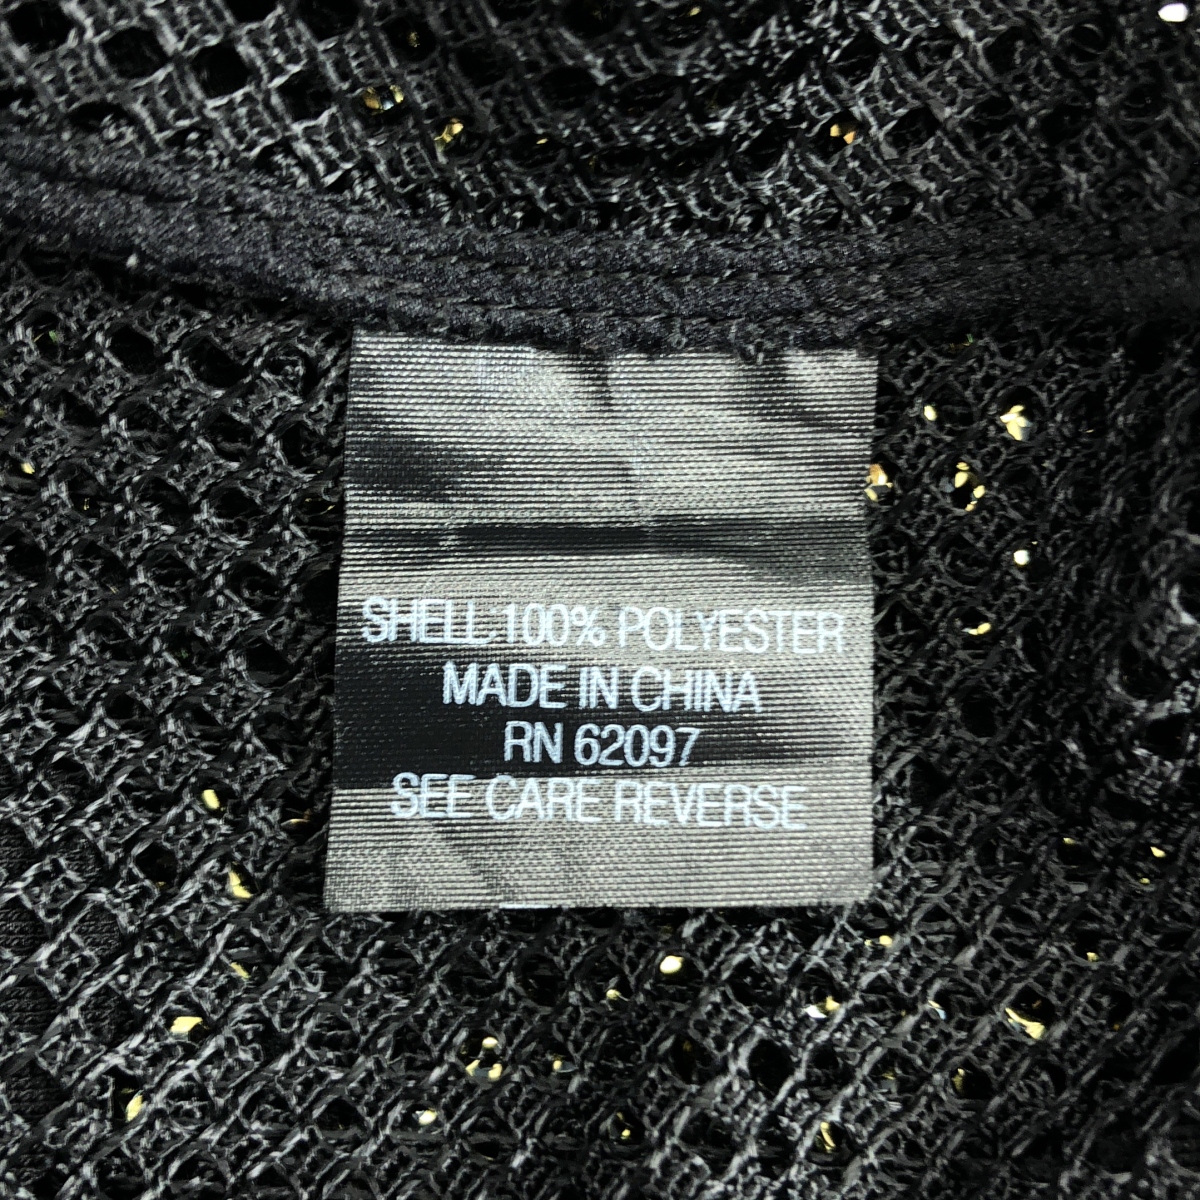 SHELL:100% POLYESTER
MADE IN CHINA
RN 62097
SEE CARE REVERSE